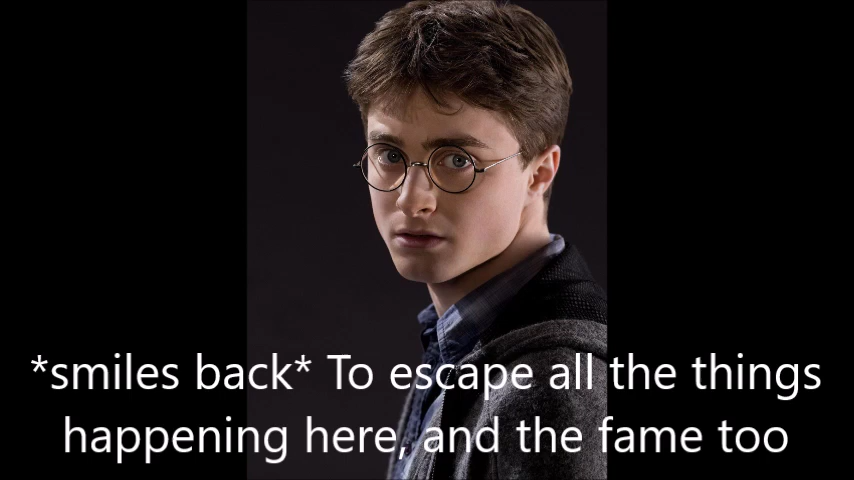 *smiles back* To escape all the things
happening here, and the fame too